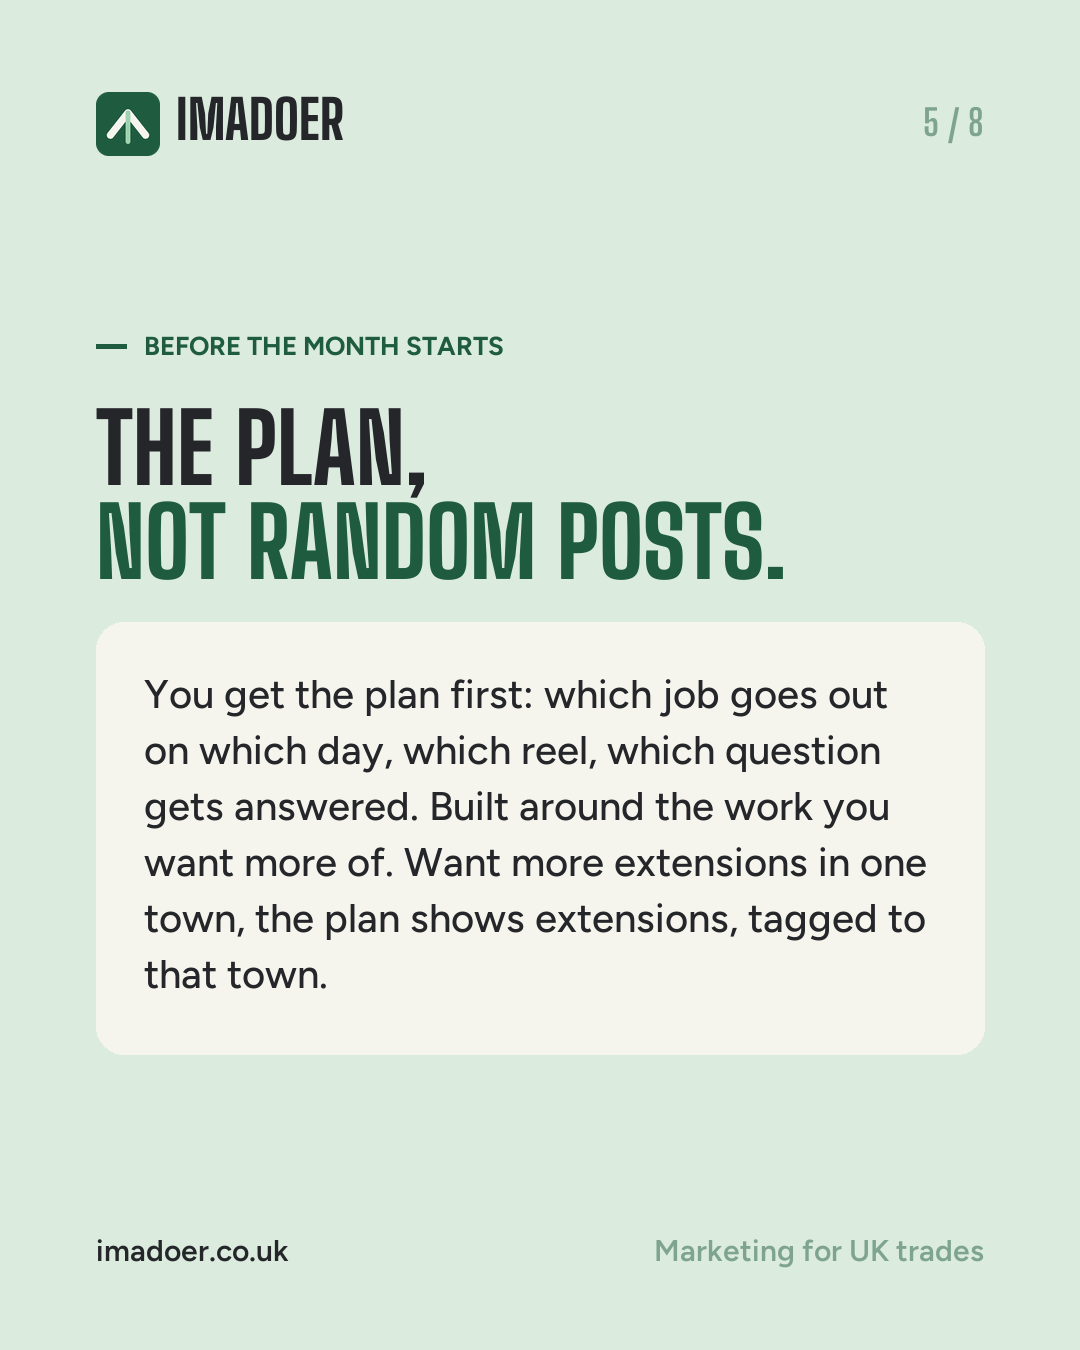 IMADOER
5 / 8
BEFORE THE MONTH STARTS
THE PLAN,
NOT RANDOM POSTS.
You get the plan first: which job goes out
on which day, which reel, which question
gets answered. Built around the work you
want more of. Want more extensions in one
town, the plan shows extensions, tagged to
that town.
imadoer.co.uk
Marketing for UK trades